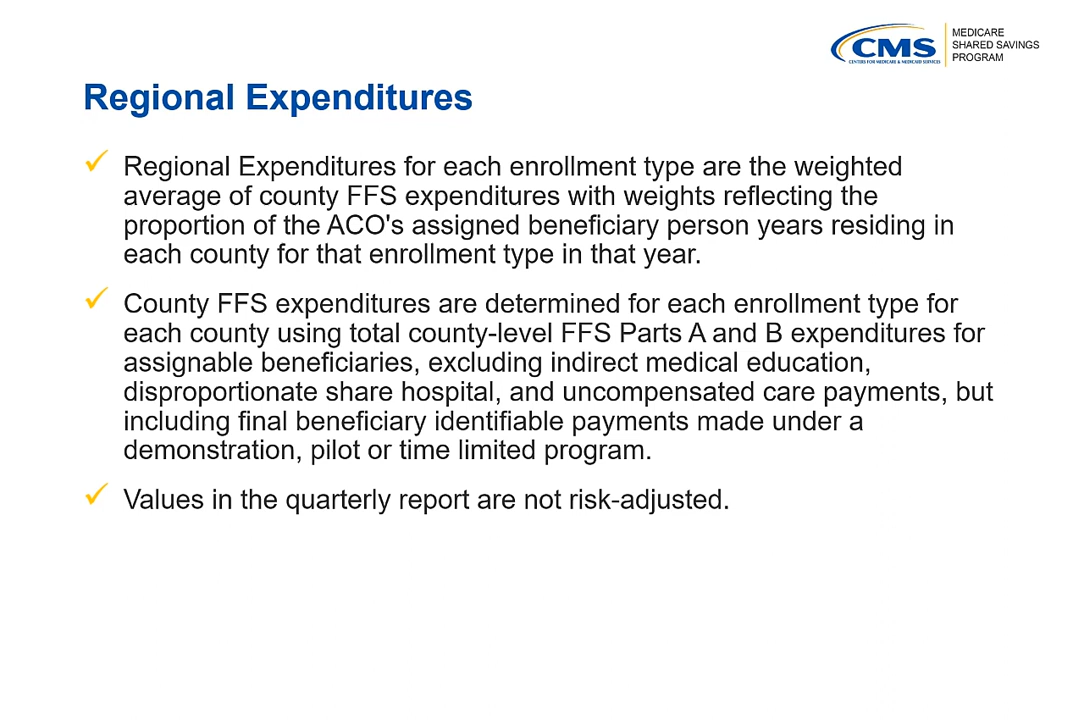 CMS
CENTERS FOR MEDICARE & MEDICAID SERVICES
MEDICARE
SHARED SAVINGS
PROGRAM
Regional Expenditures
Regional Expenditures for each enrollment type are the weighted
average of county FFS expenditures with weights reflecting the
proportion of the ACO's assigned beneficiary person years residing in
each county for that enrollment type in that year.
County FFS expenditures are determined for each enrollment type for
each county using total county-level FFS Parts A and B expenditures for
assignable beneficiaries, excluding indirect medical education,
disproportionate share hospital, and uncompensated care payments, but
including final beneficiary identifiable payments made under a
demonstration, pilot or time limited program.
Values in the quarterly report are not risk-adjusted.